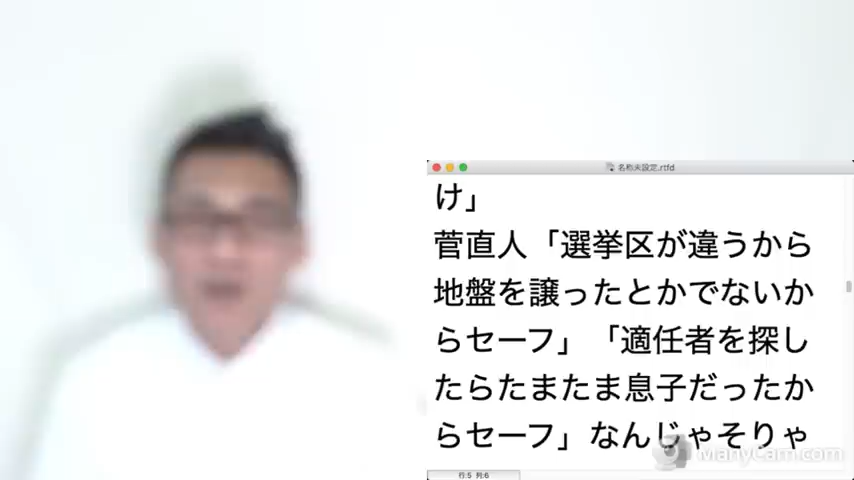 名称未設定.rtfd
け」
菅直人「選挙区が違うから
地盤を譲ったとかでないか
らセーフ」「適任者を探し
たらたまたま息子だったか
らセーフ」なんじゃそりゃ
ManyCam.com
行:5 列:6